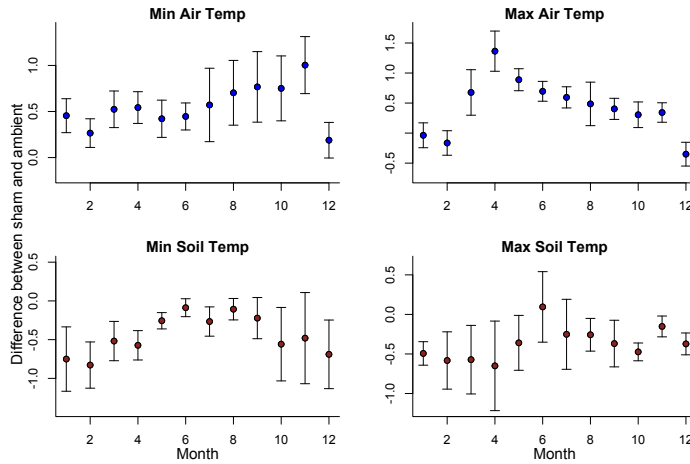 Min Air Temp
Max Air Temp
Difference between sham and ambient
0.0 0.5 1.0
2 4 6 8 10 12
-0.5 0.5 1.0 1.5
2 4 6 8 10 12
Min Soil Temp
Max Soil Temp
-1.0 -0.5 0.0 0.5
2 4 6 8 10 12
Month
-1.0 -0.5 0.0 0.5
2 4 6 8 10 12
Month